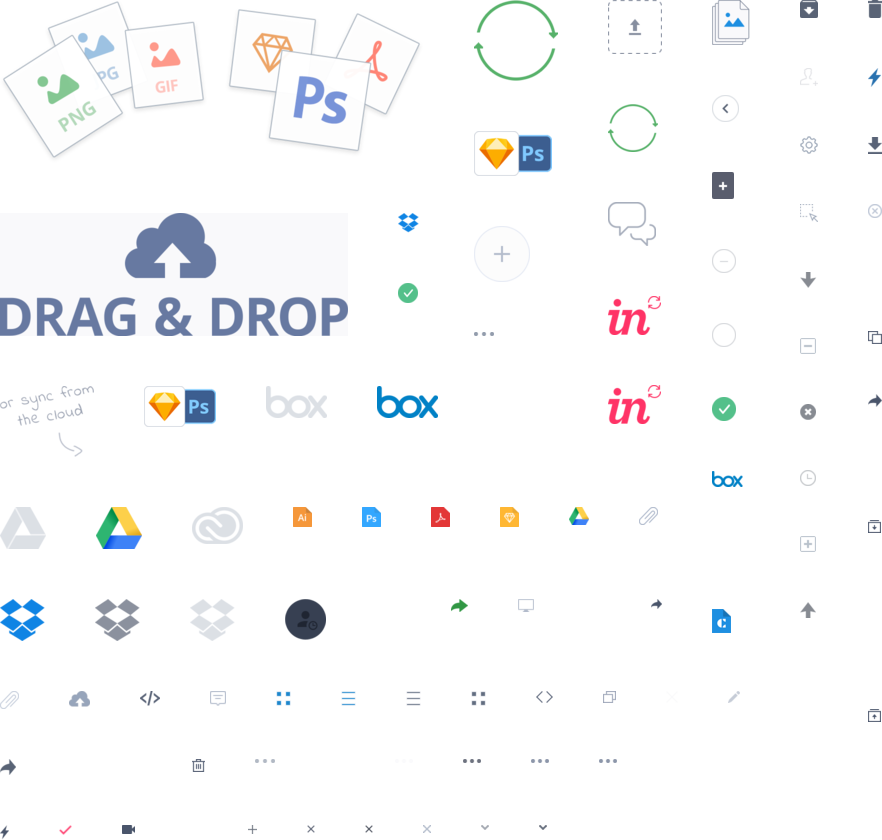 PG
GIF
PNG
Ps
Ps
DRAG & DROP
in
or sync from
the cloud
Ps
box
box
in
box
Ai
Ps